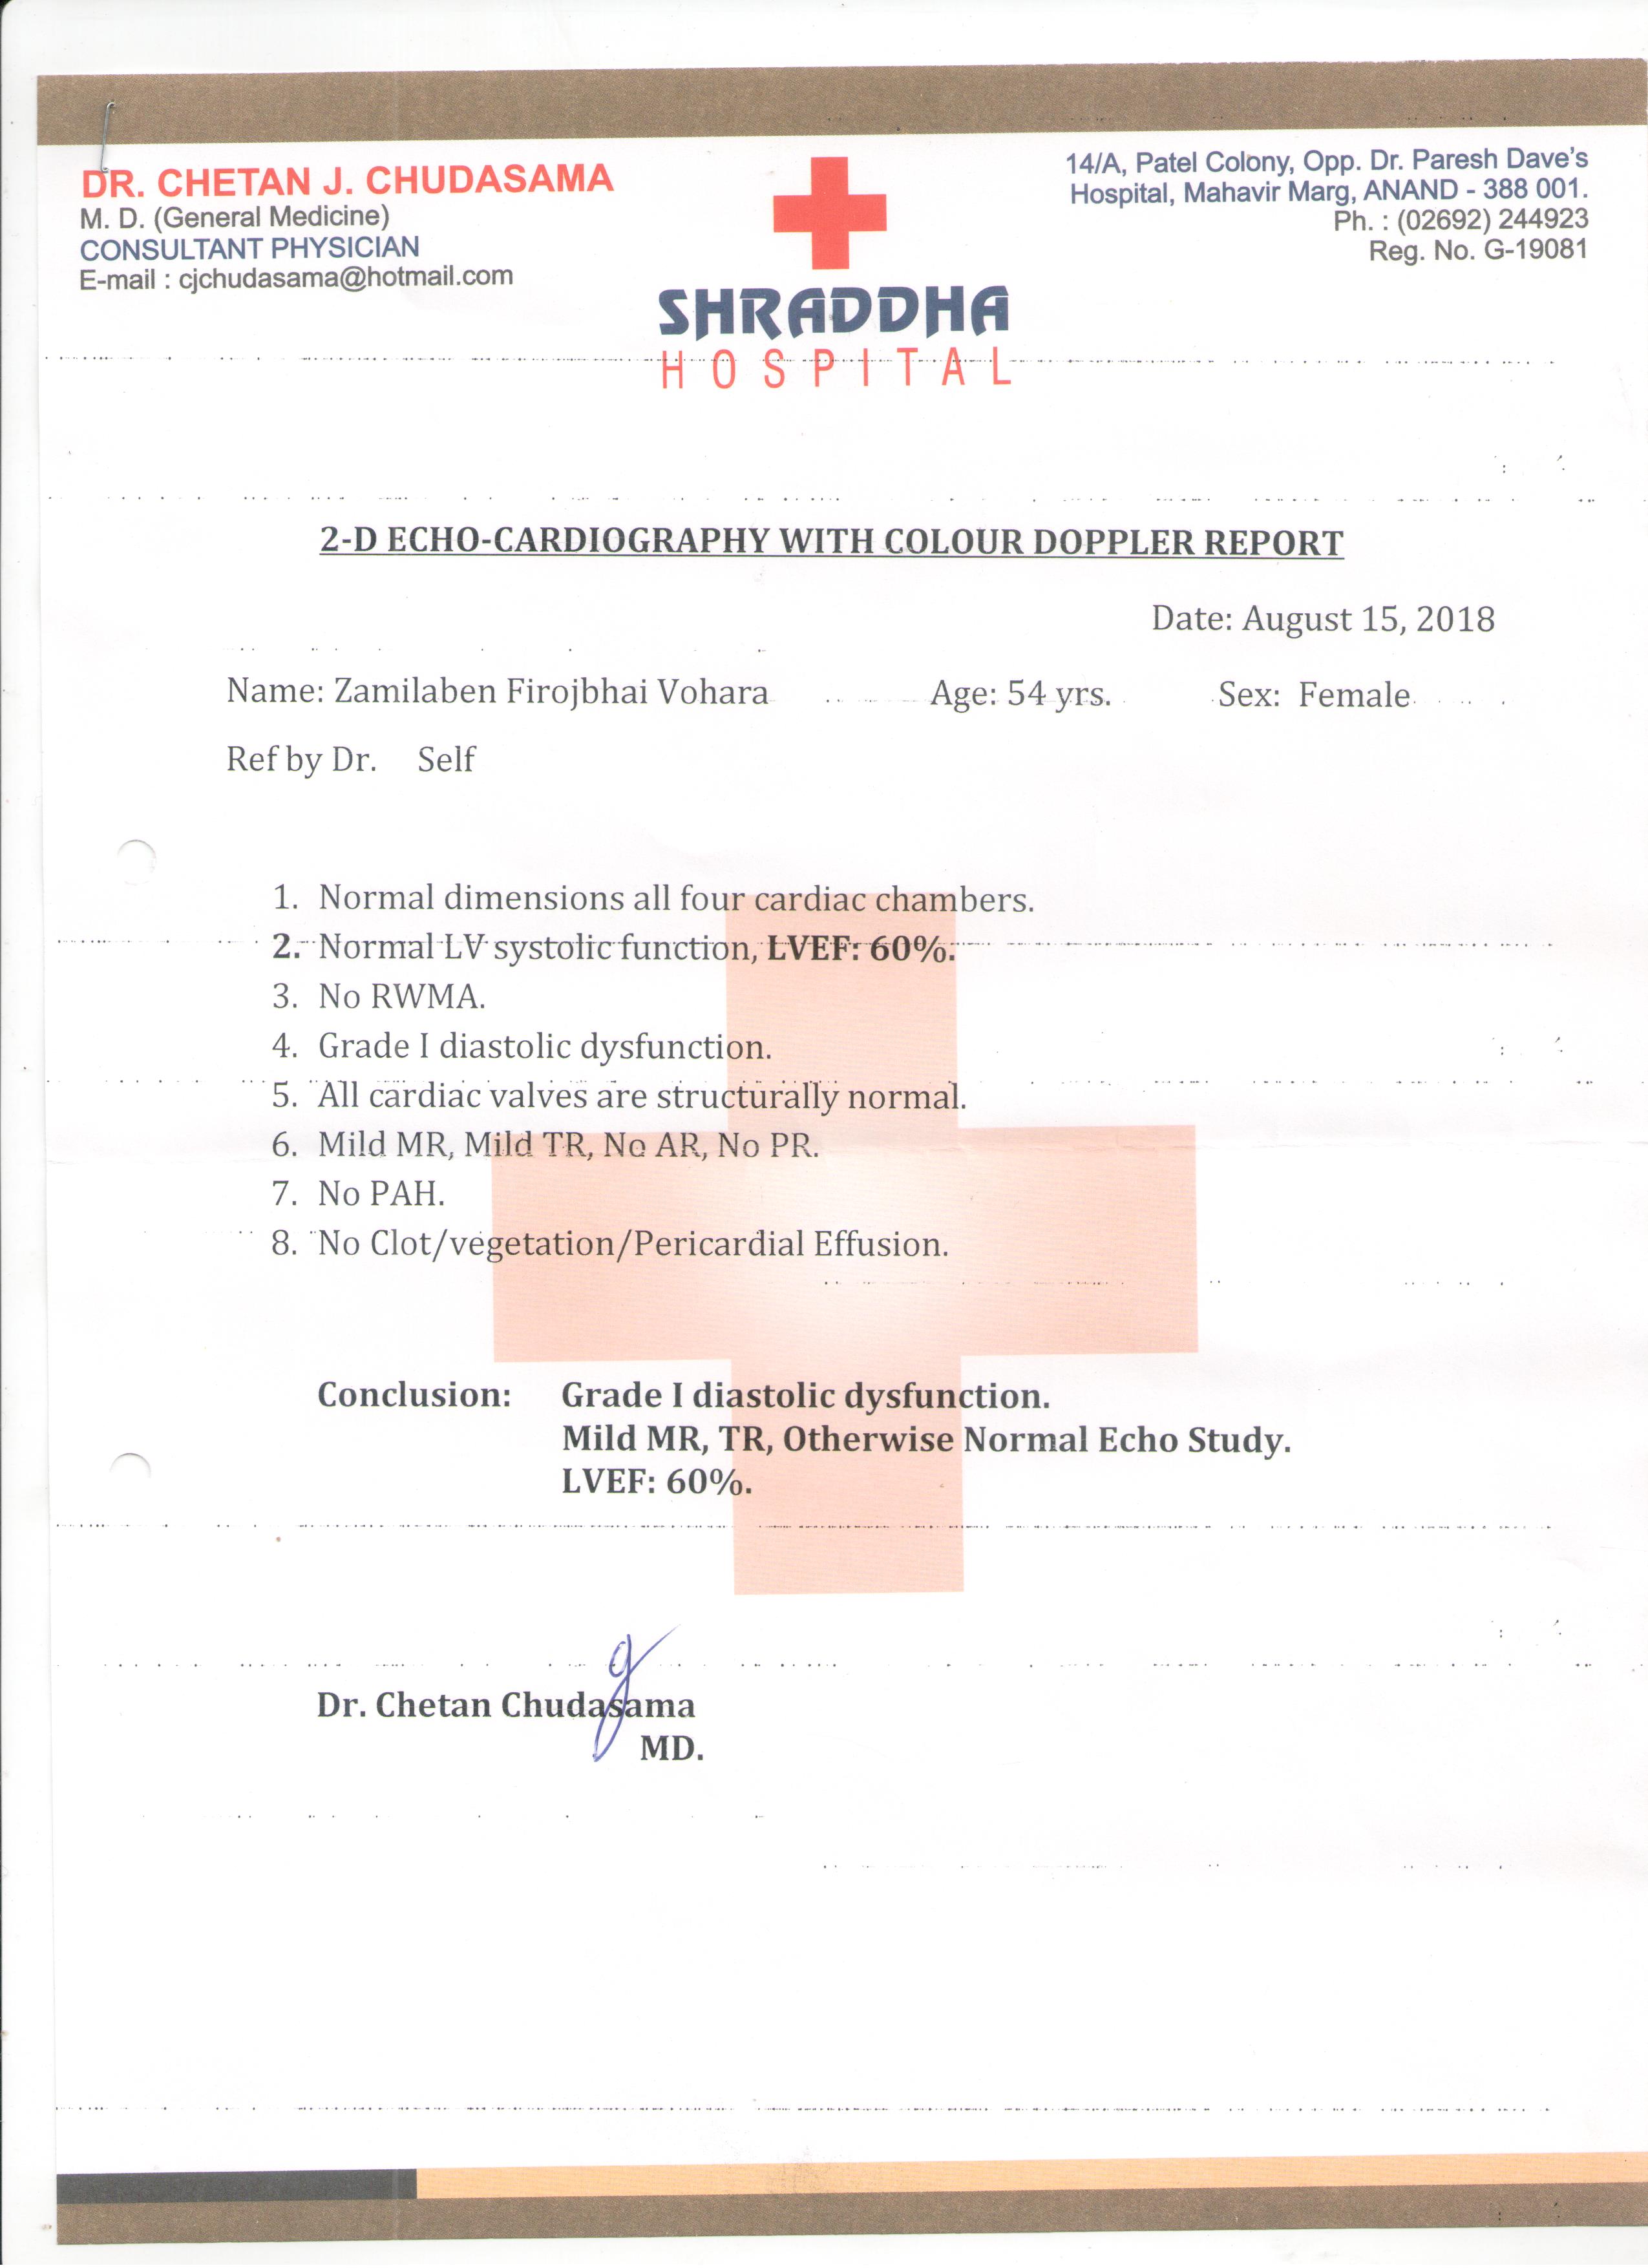 DR. CHETAN J. CHUDASAMA
M. D. (General Medicine)
CONSULTANT PHYSICIAN
E-mail : cjchudasama@hotmail.com
SHRADDHA
HOSPITAL
14/A, Patel Colony, Opp. Dr. Paresh Dave's
Hospital, Mahavir Marg, ANAND - 388 001.
Ph. : (02692) 244923
Reg. No. G-19081
2-D ECHO-CARDIOGRAPHY WITH COLOUR DOPPLER REPORT
Date: August 15, 2018
Name: Zamilaben Firojbhai Vohara Age: 54 yrs. Sex: Female
Ref by Dr. Self
1. Normal dimensions all four cardiac chambers.
2. Normal LV systolic function, LVEF: 60%.
3. No RWMA.
4. Grade I diastolic dysfunction.
5. All cardiac valves are structurally normal.
6. Mild MR, Mild TR, No AR, No PR.
7. No PAH.
8. No Clot/vegetation/Pericardial Effusion.
Conclusion: Grade I diastolic dysfunction.
Mild MR, TR, Otherwise Normal Echo Study.
LVEF: 60%.
Dr. Chetan Chudasama
MD.